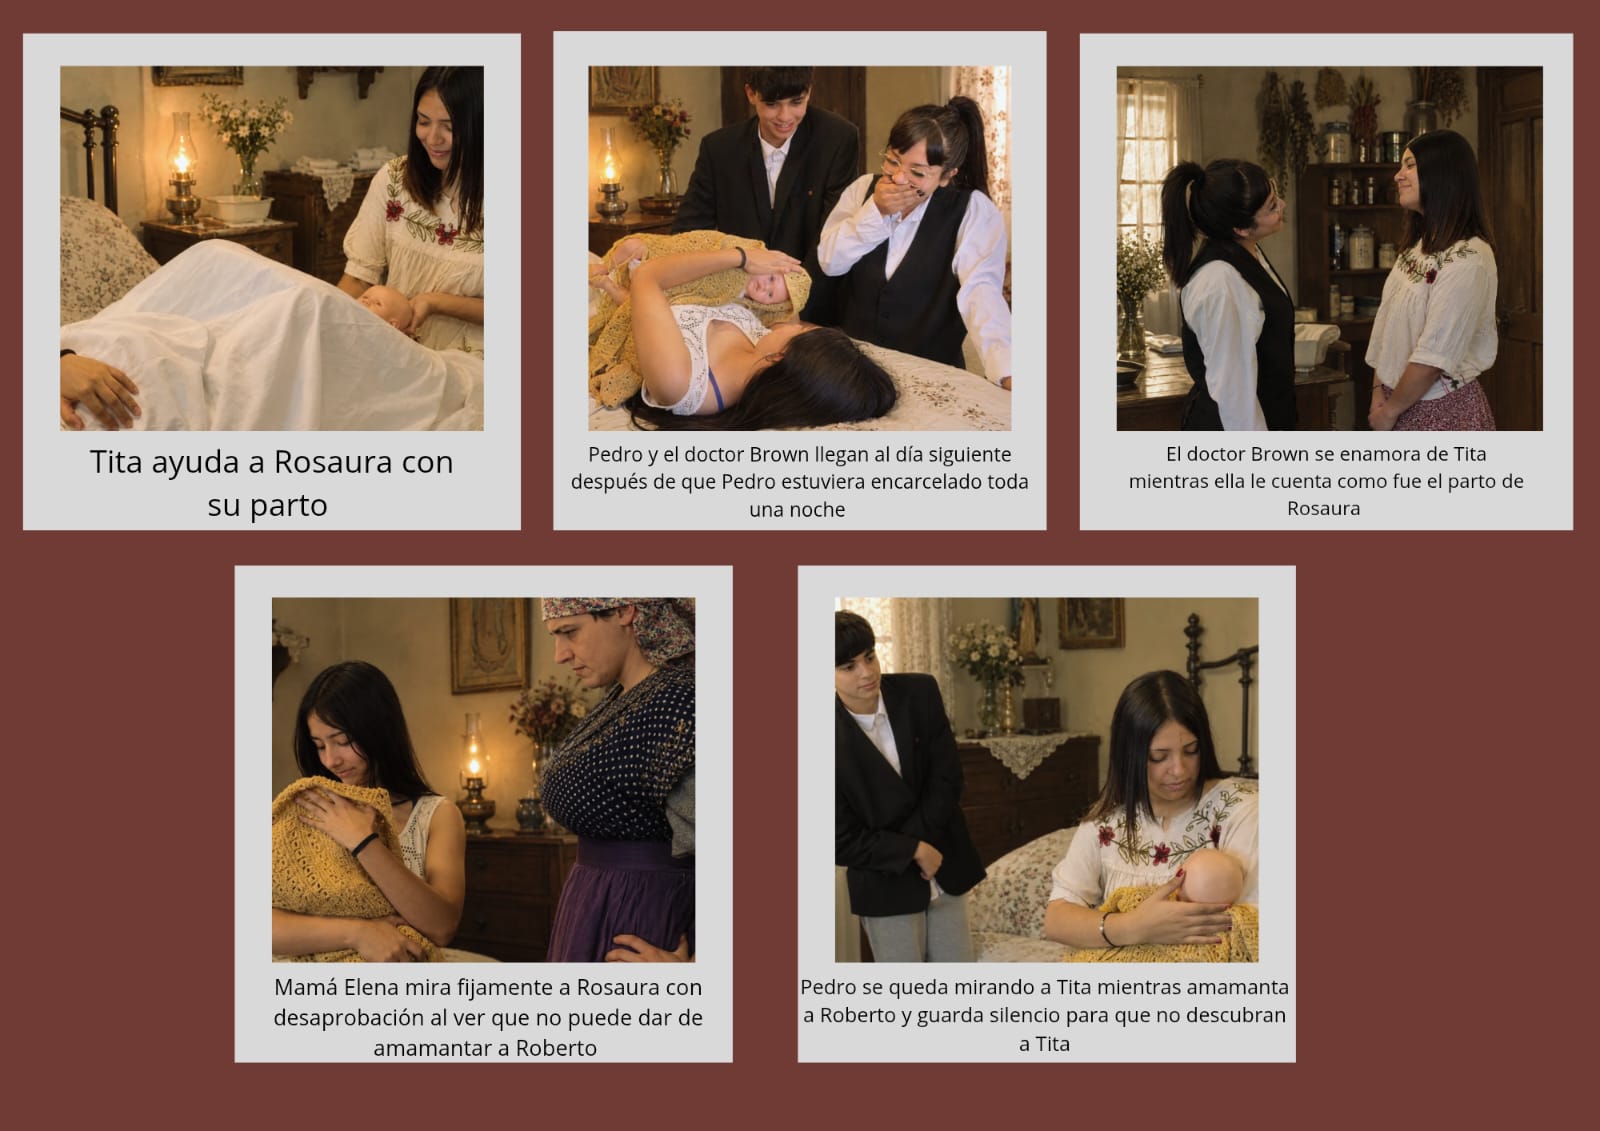 Tita ayuda a Rosaura con
su parto
Pedro y el doctor Brown llegan al día siguiente
después de que Pedro estuviera encarcelado toda
una noche
El doctor Brown se enamora de Tita
mientras ella le cuenta como fue el parto de
Rosaura
Mamá Elena mira fijamente a Rosaura con
desaprobación al ver que no puede dar de
amamantar a Roberto
Pedro se queda mirando a Tita mientras amamanta
a Roberto y guarda silencio para que no descubran
a Tita